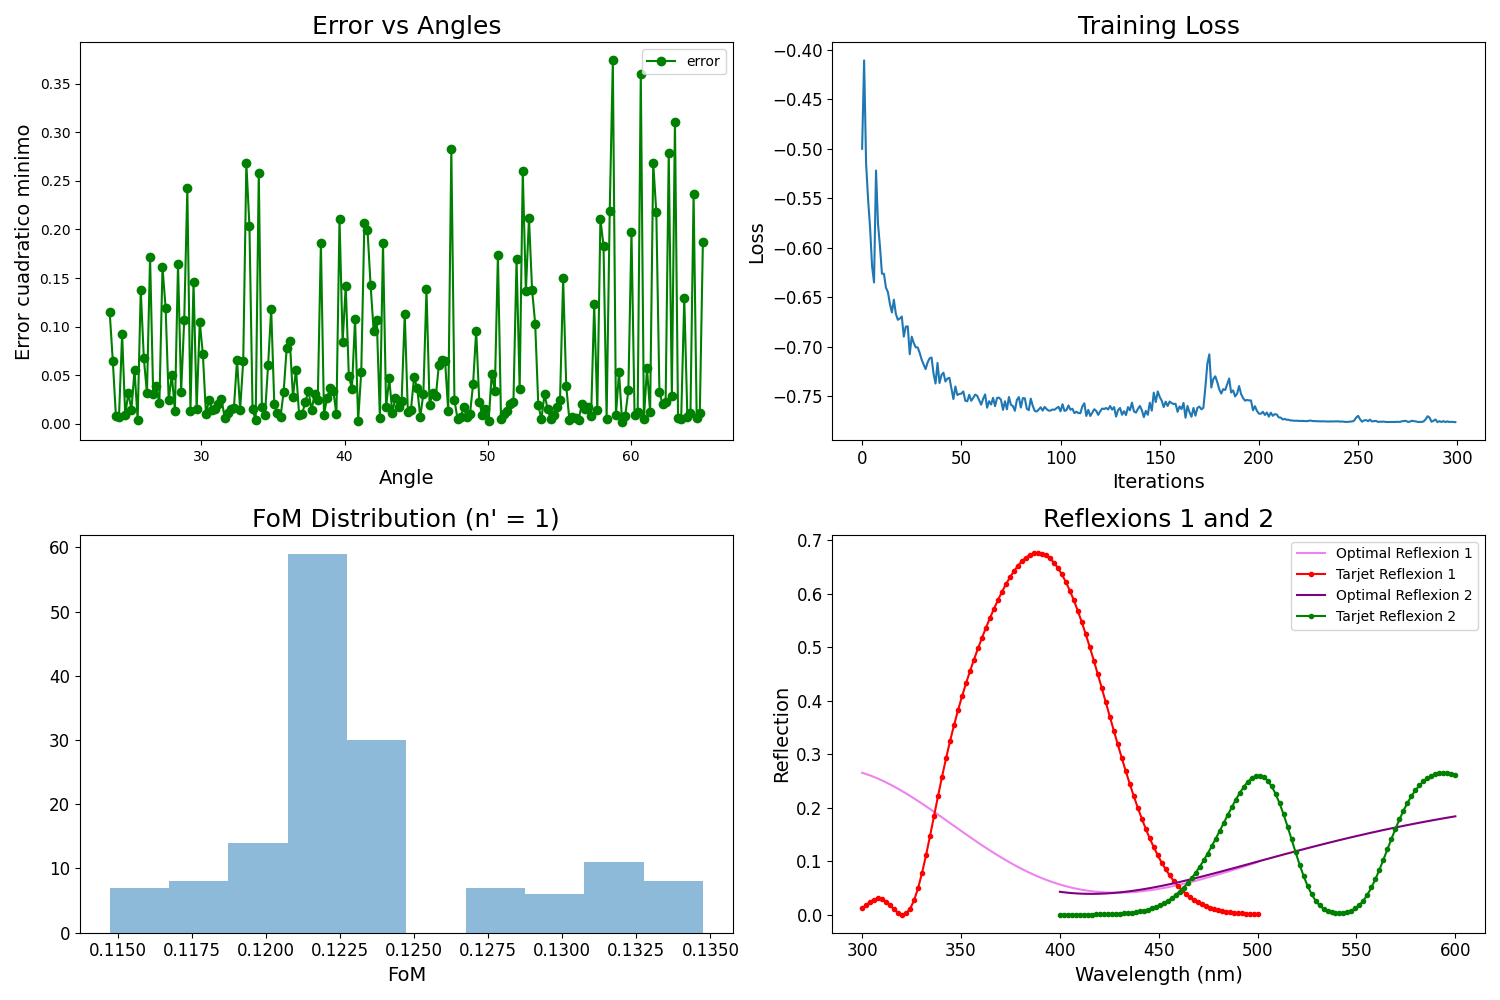 Error vs Angles
error
Error cuadratico minimo
0.35
0.30
0.25
0.20
0.15
0.10
0.05
0.00
30 40 50 60
Angle
Training Loss
Loss
−0.40
−0.45
−0.50
−0.55
−0.60
−0.65
−0.70
−0.75
0 50 100 150 200 250 300
Iterations
FoM Distribution (n' = 1)
60
50
40
30
20
10
0
0.1150 0.1175 0.1200 0.1225 0.1250 0.1275 0.1300 0.1325 0.1350
FoM
Reflexions 1 and 2
Optimal Reflexion 1
Tarjet Reflexion 1
Optimal Reflexion 2
Tarjet Reflexion 2
Reflection
0.7
0.6
0.5
0.4
0.3
0.2
0.1
0.0
300 350 400 450 500 550 600
Wavelength (nm)